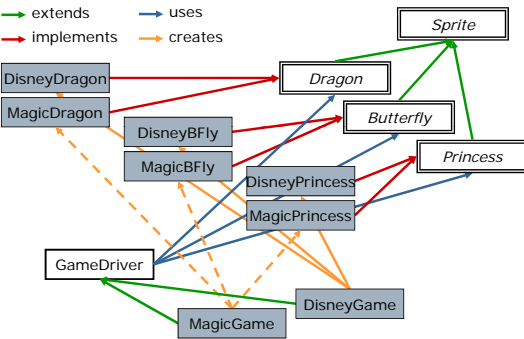 extends
uses
implements
creates
Sprite
DisneyDragon
Dragon
MagicDragon
Butterfly
DisneyBFly
MagicBFly
Princess
DisneyPrincess
MagicPrincess
GameDriver
DisneyGame
MagicGame